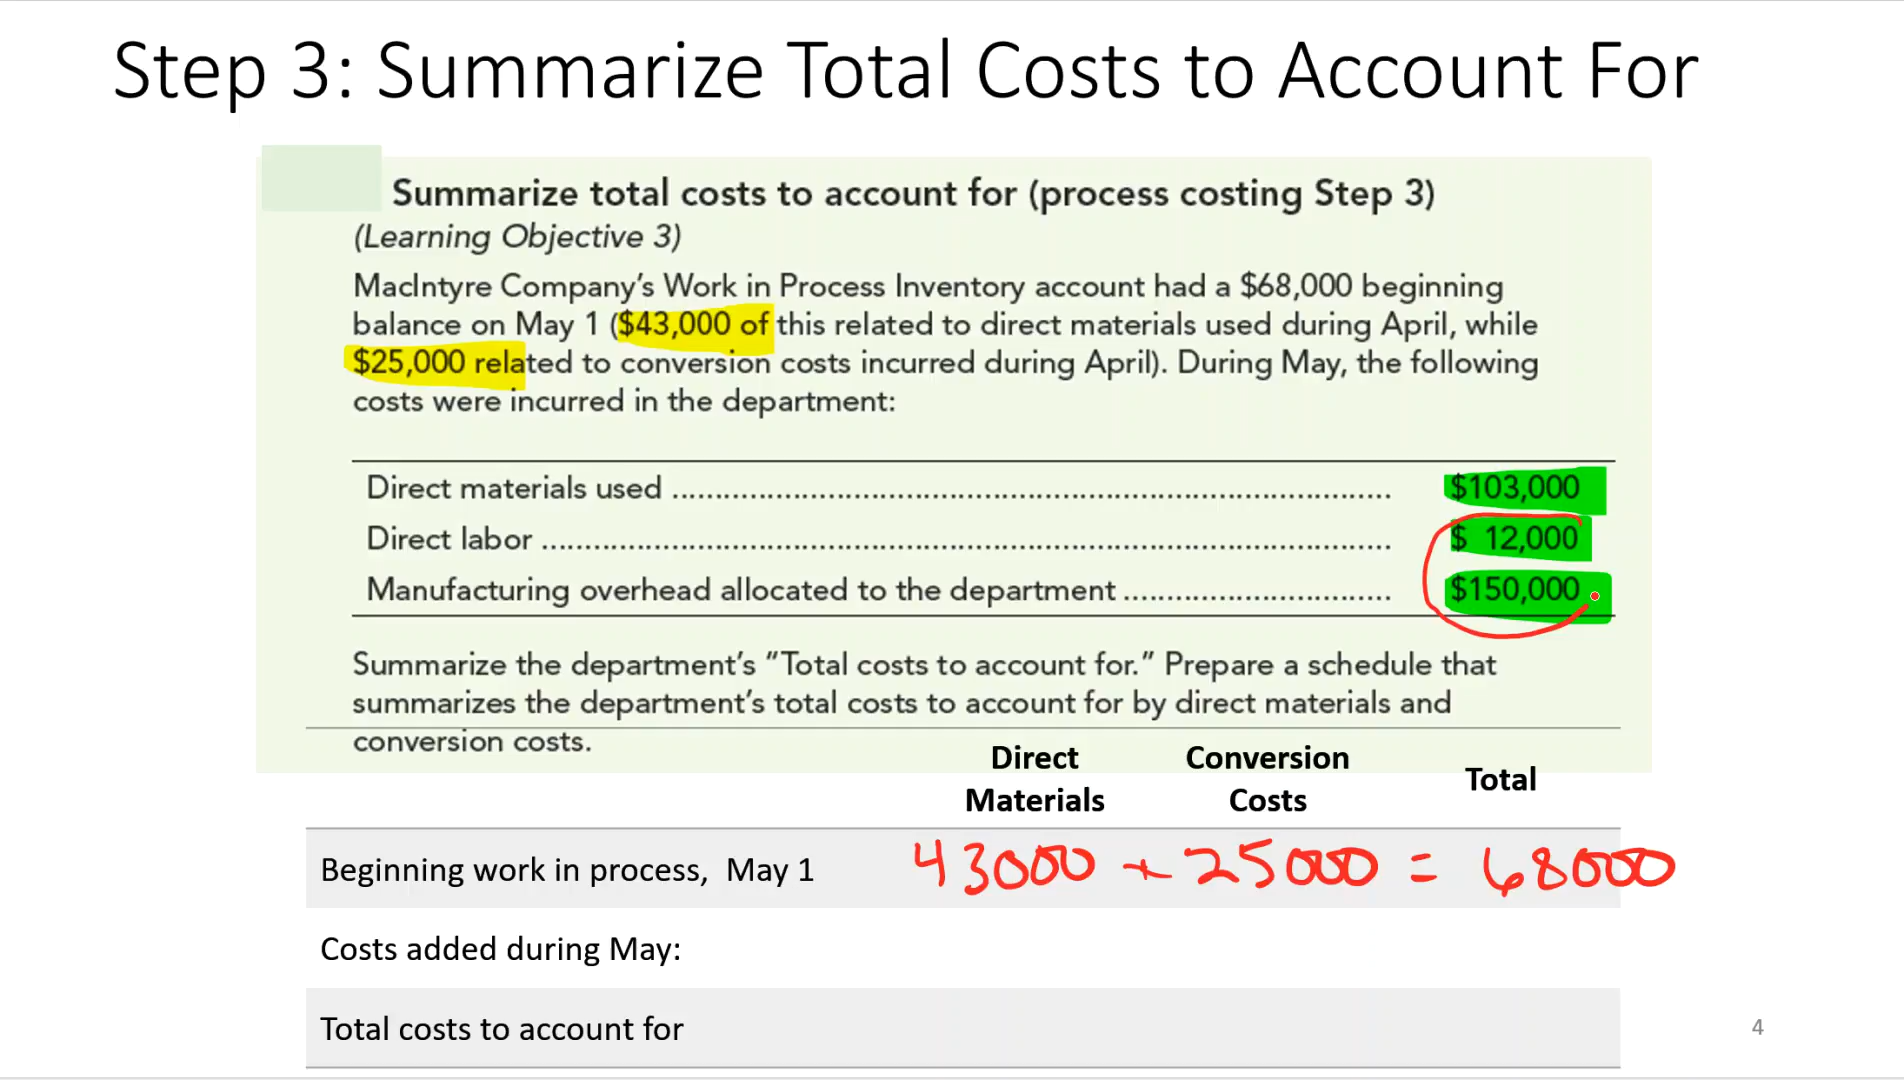 Step 3: Summarize Total Costs to Account For
Summarize total costs to account for (process costing Step 3)
(Learning Objective 3)
MacIntyre Company's Work in Process Inventory account had a $68,000 beginning
balance on May 1 ($43,000 of this related to direct materials used during April, while
$25,000 related to conversion costs incurred during April). During May, the following
costs were incurred in the department:
Direct materials used ........................................ $103,000
Direct labor ........................................ $ 12,000
Manufacturing overhead allocated to the department ........................................ $150,000
Summarize the department's "Total costs to account for." Prepare a schedule that
summarizes the department's total costs to account for by direct materials and
conversion costs.
Direct Materials
Conversion Costs
Total
Beginning work in process, May 1 43000 + 25000 = 68000
Costs added during May:
Total costs to account for
4